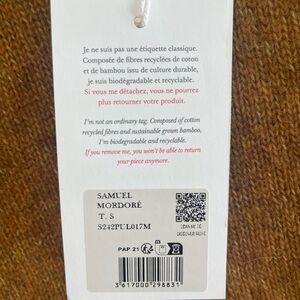 Je ne suis pas une étiquette classique.
Composée de fibres recyclées de coton
et de bambou issu de culture durable,
je suis biodégradable et recyclable.
Si vous me détachez, vous ne pourrez
plus retourner votre produit.
I'm not an ordinary tag. Composed of cotton
recycled fibres and sustainable grown bamboo,
I'm biodegradable and recyclable.
If you remove me, you won't be able to return
your piece anymore.
SAMUEL
MORDORÉ
T. S
S242PUL017M
SCAN ME TO
PAP 21
3 617000 298831